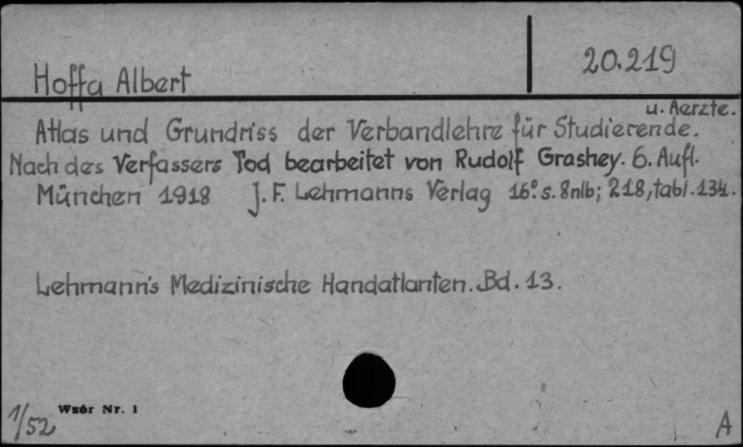 Hoffa Albert
20.219
Atlas und Grundriss der Verbandlehre für Studierende.
u. Aerzte.
Nach des Verfassers Tod bearbeitet von Rudolf Grashey. 6. Aufl.
München 1918 J. F. Lehmanns Verlag 16° s. 8nlb; 218, tabl. 134.
Lehmann's Medizinische Handatlanten. Bd. 13.
1/52
Wzór Nr. 1
A